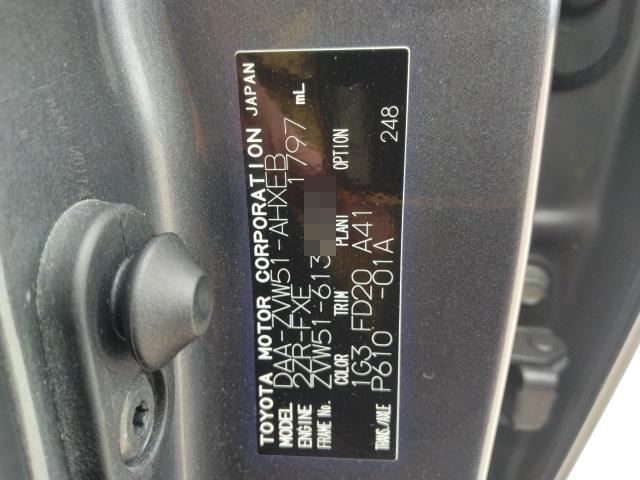 TOYOTA MOTOR CORPORATION JAPAN
MODEL DAA-ZVW51-AHXEB
ENGINE 2ZR-FXE 1797 mL
FRAME No. ZVW51-613
COLOR TRIM PLANT OPTION
1G3 FD20 A41 248
TRANS./AXLE P610 -01A